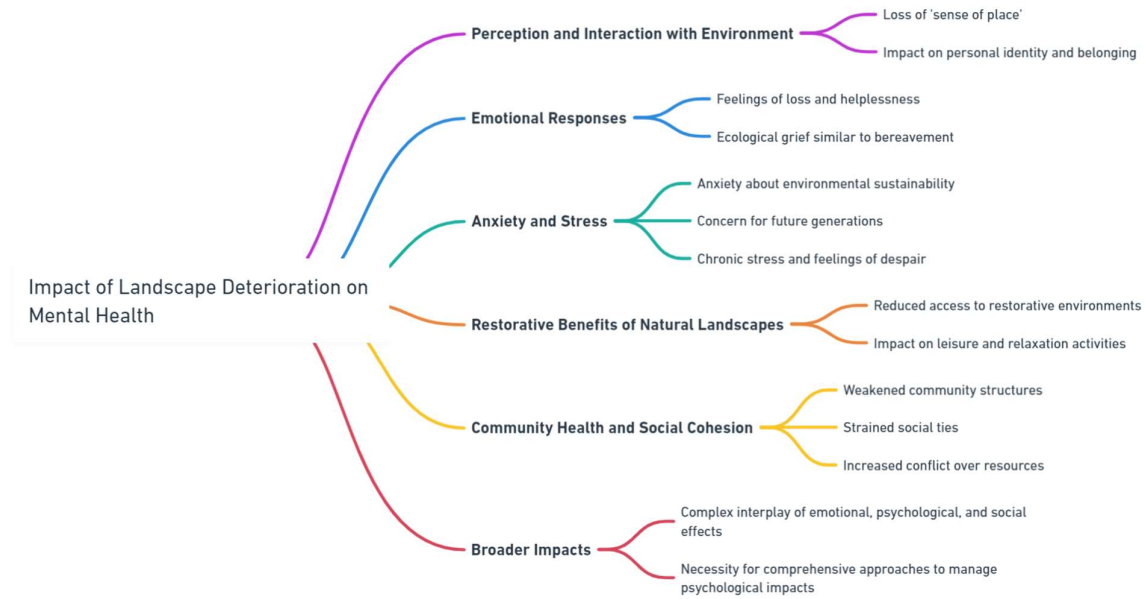 Impact of Landscape Deterioration on
Mental Health
Perception and Interaction with Environment
Loss of 'sense of place'
Impact on personal identity and belonging
Emotional Responses
Feelings of loss and helplessness
Ecological grief similar to bereavement
Anxiety and Stress
Anxiety about environmental sustainability
Concern for future generations
Chronic stress and feelings of despair
Restorative Benefits of Natural Landscapes
Reduced access to restorative environments
Impact on leisure and relaxation activities
Community Health and Social Cohesion
Weakened community structures
Strained social ties
Increased conflict over resources
Broader Impacts
Complex interplay of emotional, psychological, and social
effects
Necessity for comprehensive approaches to manage
psychological impacts